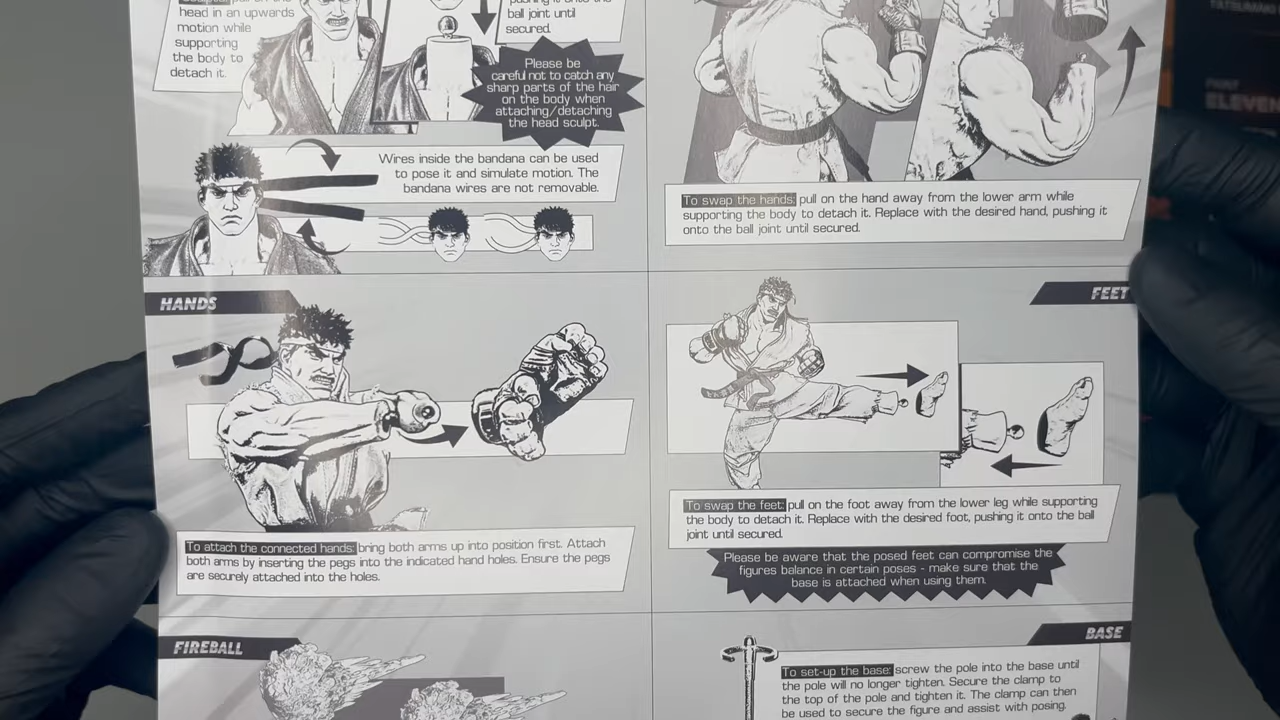 head in an upwards
motion while
supporting
the body to
detach it.
ball joint until
secured.
Please be
careful not to catch any
sharp parts of the hair
on the body when
attaching/detaching
the head sculpt.
Wires inside the bandana can be used
to pose it and simulate motion. The
bandana wires are not removable.
To swap the hands: pull on the hand away from the lower arm while
supporting the body to detach it. Replace with the desired hand, pushing it
onto the ball joint until secured.
HANDS
To attach the connected hands: bring both arms up into position first. Attach
both arms by inserting the pegs into the indicated hand holes. Ensure the pegs
are securely attached into the holes.
FEET
To swap the feet: pull on the foot away from the lower leg while supporting
the body to detach it. Replace with the desired foot, pushing it onto the ball
joint until secured.
Please be aware that the posed feet can compromise the
figures balance in certain poses - make sure that the
base is attached when using them.
FIREBALL
BASE
To set-up the base: screw the pole into the base until
the pole will no longer tighten. Secure the clamp to
the top of the pole and tighten it. The clamp can then
be used to secure the figure and assist with posing.